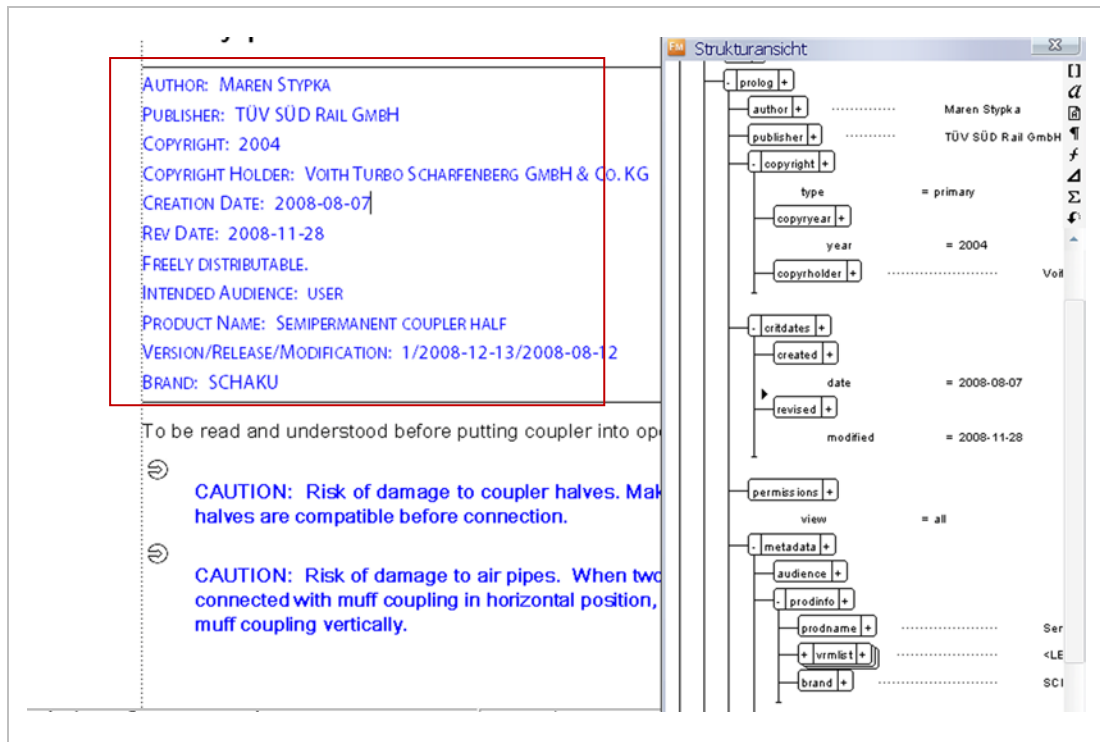 AUTHOR: MAREN STYPKA
PUBLISHER: TÜV SÜD RAIL GMBH
COPYRIGHT: 2004
COPYRIGHT HOLDER: VOITH TURBO SCHARFENBERG GMBH & CO. KG
CREATION DATE: 2008-08-07
REV DATE: 2008-11-28
FREELY DISTRIBUTABLE.
INTENDED AUDIENCE: USER
PRODUCT NAME: SEMIPERMANENT COUPLER HALF
VERSION/RELEASE/MODIFICATION: 1/2008-12-13/2008-08-12
BRAND: SCHAKU
To be read and understood before putting coupler into ope
CAUTION: Risk of damage to coupler halves. Mak
halves are compatible before connection.
CAUTION: Risk of damage to air pipes. When two
connected with muff coupling in horizontal position,
muff coupling vertically.
FM Strukturansicht
prolog
author Maren Stypka
publisher TÜV SÜD Rail GmbH
copyright
type = primary
copyryear
year = 2004
copyrholder Voit
critdates
created
date = 2008-08-07
revised
modified = 2008-11-28
permissions
view = all
metadata
audience
prodinfo
prodname Ser
vrmlist <LE
brand SCI